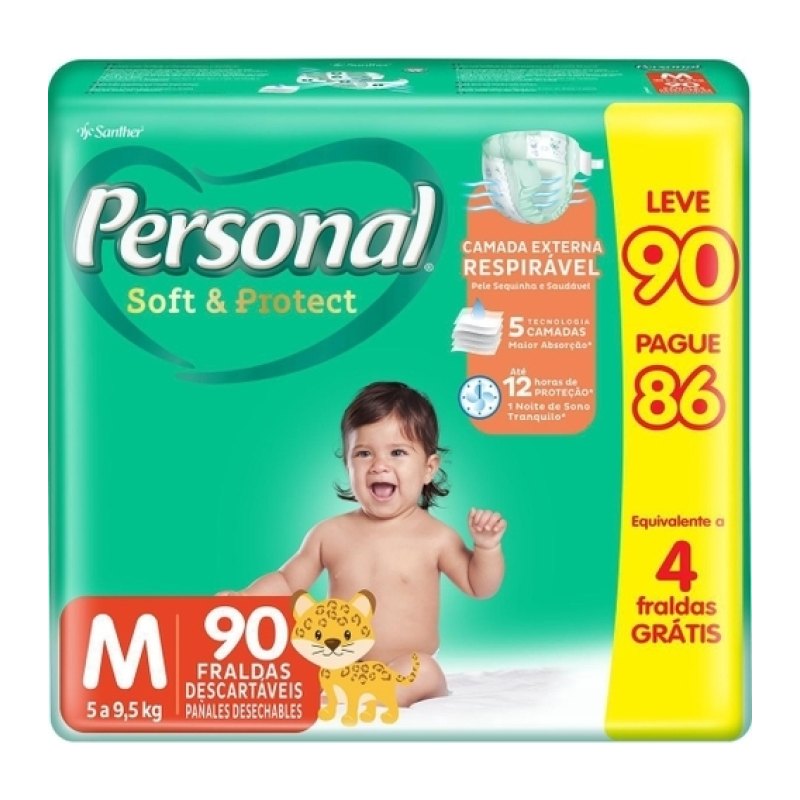 Personal
M
90
Santher
Personal®
Soft & Protect
CAMADA EXTERNA
RESPIRÁVEL
Pele Sequinha e Saudável
5 TECNOLOGIA
CAMADAS
Maior Absorção*
Até
12 horas de
PROTEÇÃO*
1 Noite de Sono
Tranquilo*
LEVE
90
PAGUE
86
Equivalente a
4
fraldas
GRÁTIS
M
5 a 9,5 kg
90
FRALDAS
DESCARTÁVEIS
PAÑALES DESECHABLES